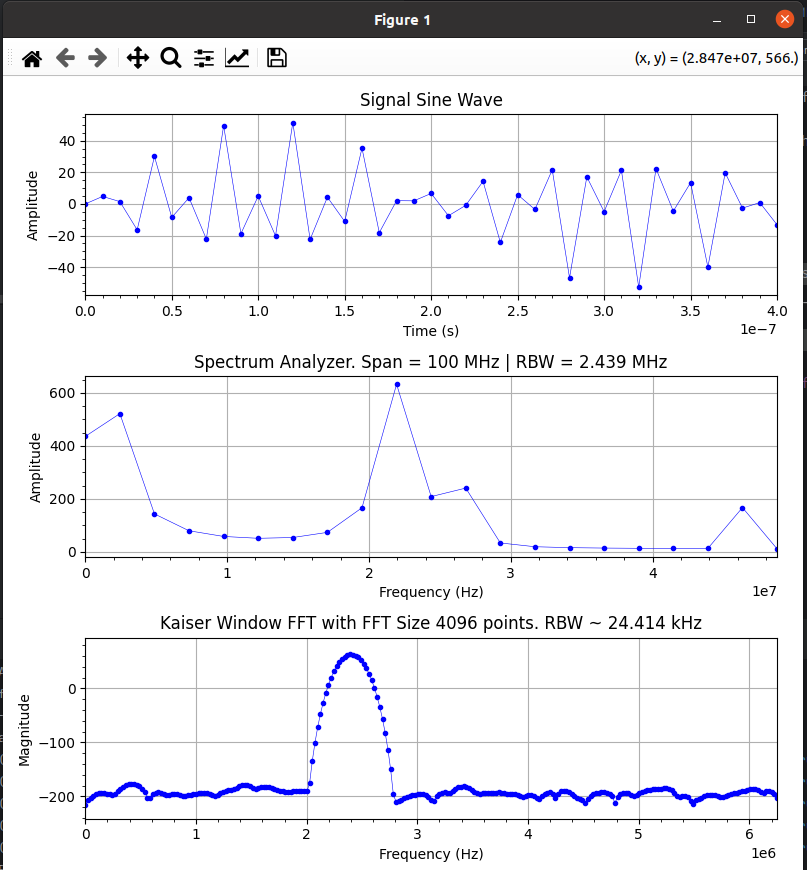 Figure 1
(x, y) = (2.847e+07, 566.)
Signal Sine Wave
Amplitude
40
20
0
−20
−40
0.0 0.5 1.0 1.5 2.0 2.5 3.0 3.5 4.0
Time (s)
1e−7
Spectrum Analyzer. Span = 100 MHz | RBW = 2.439 MHz
Amplitude
600
400
200
0
0 1 2 3 4
Frequency (Hz)
1e7
Kaiser Window FFT with FFT Size 4096 points. RBW ~ 24.414 kHz
Magnitude
0
−100
−200
0 1 2 3 4 5 6
Frequency (Hz)
1e6